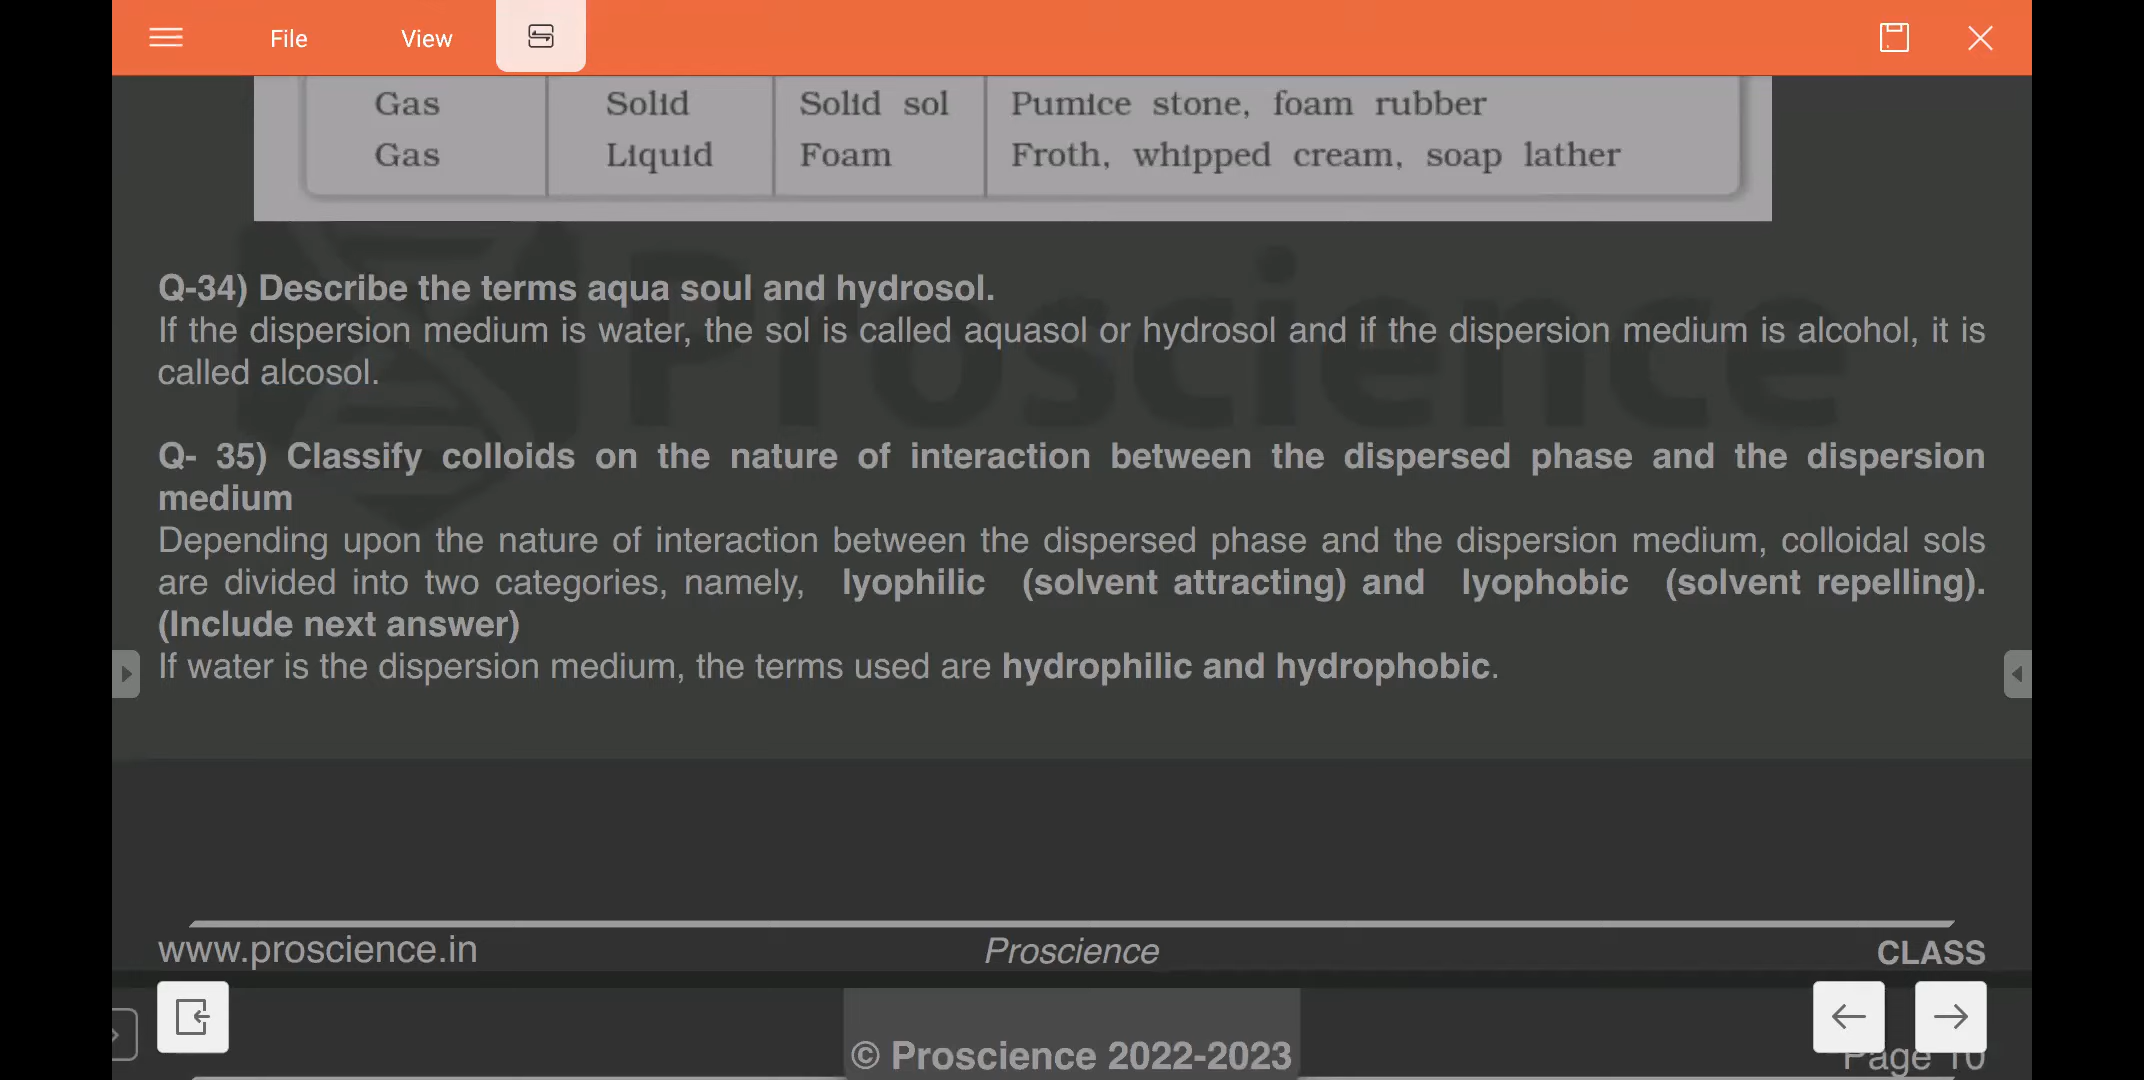 File View
Gas Solid Solid sol Pumice stone, foam rubber
Gas Liquid Foam Froth, whipped cream, soap lather
Proscience
Q-34) Describe the terms aqua soul and hydrosol.
If the dispersion medium is water, the sol is called aquasol or hydrosol and if the dispersion medium is alcohol, it is
called alcosol.
Q- 35) Classify colloids on the nature of interaction between the dispersed phase and the dispersion
medium
Depending upon the nature of interaction between the dispersed phase and the dispersion medium, colloidal sols
are divided into two categories, namely, lyophilic (solvent attracting) and lyophobic (solvent repelling).
(Include next answer)
If water is the dispersion medium, the terms used are hydrophilic and hydrophobic.
www.proscience.in Proscience CLASS
© Proscience 2022-2023 Page 10